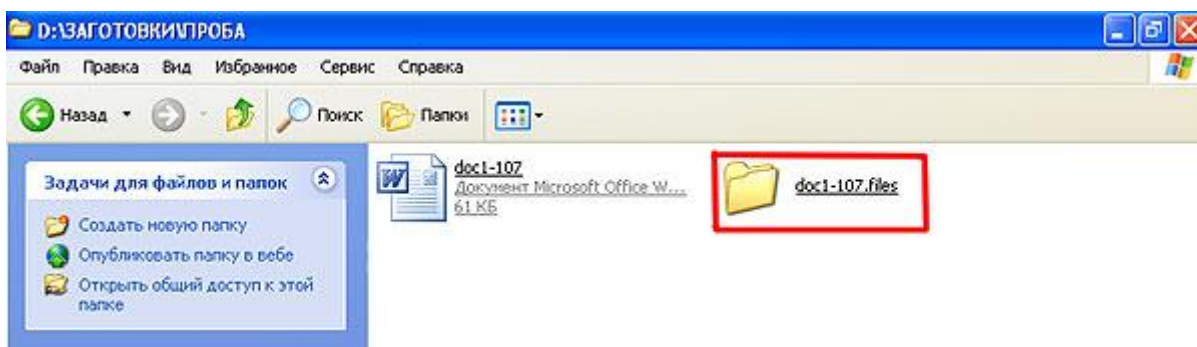 D:\ЗАГОТОВКИ\ПРОБА
Файл Правка Вид Избранное Сервис Справка
Назад Поиск Папки
Задачи для файлов и папок
Создать новую папку
Опубликовать папку в вебе
Открыть общий доступ к этой
папке
doc1-107
Документ Microsoft Office W...
61 КБ
doc1-107.files